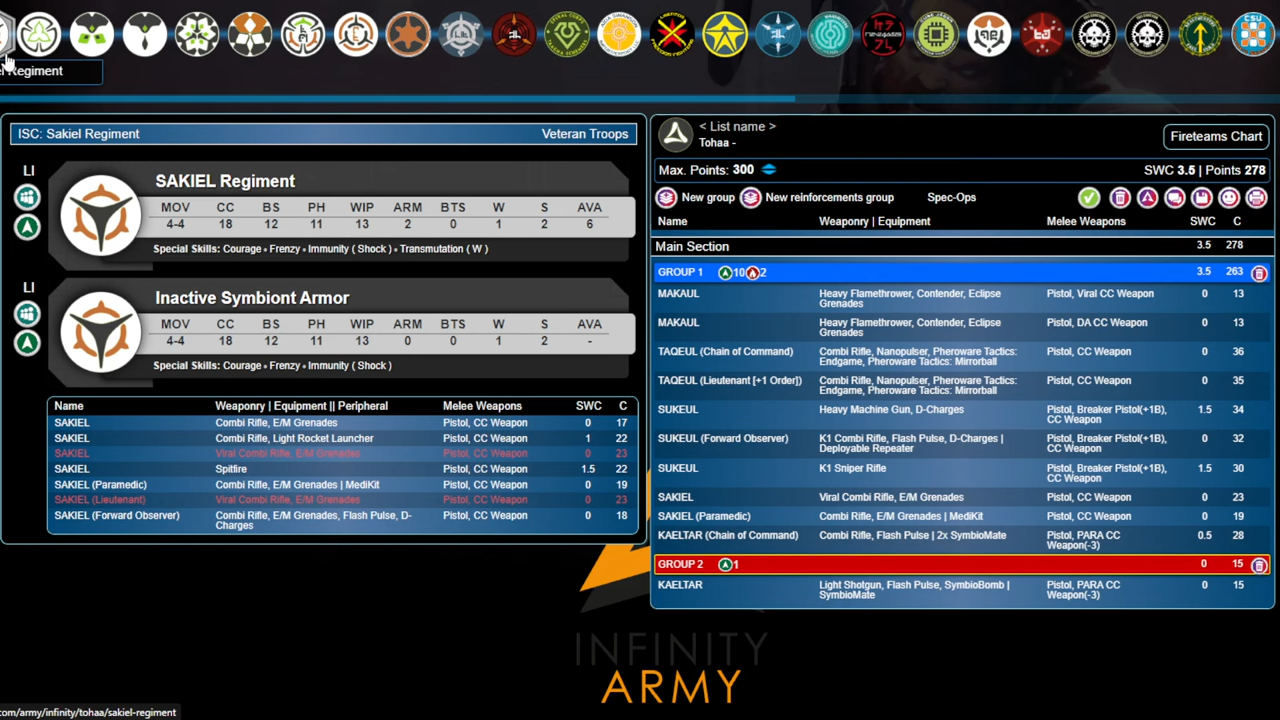 el Regiment
ISC: Sakiel Regiment Veteran Troops
LI
SAKIEL Regiment
MOV CC BS PH WIP ARM BTS W S AVA
4-4 18 12 11 13 2 0 1 2 6
Special Skills: Courage • Frenzy • Immunity ( Shock ) • Transmutation ( W )
LI
Inactive Symbiont Armor
MOV CC BS PH WIP ARM BTS W S AVA
4-4 18 12 11 13 0 0 1 2 -
Special Skills: Courage • Frenzy • Immunity ( Shock )
Name Weaponry | Equipment || Peripheral Melee Weapons SWC C
SAKIEL Combi Rifle, E/M Grenades Pistol, CC Weapon 0 17
SAKIEL Combi Rifle, Light Rocket Launcher Pistol, CC Weapon 1 22
SAKIEL Viral Combi Rifle, E/M Grenades Pistol, CC Weapon 0 23
SAKIEL Spitfire Pistol, CC Weapon 1.5 22
SAKIEL (Paramedic) Combi Rifle, E/M Grenades | MediKit Pistol, CC Weapon 0 19
SAKIEL (Lieutenant) Viral Combi Rifle, E/M Grenades Pistol, CC Weapon 0 23
SAKIEL (Forward Observer) Combi Rifle, E/M Grenades, Flash Pulse, D- Pistol, CC Weapon 0 18
Charges
< List name >
Tohaa -
Fireteams Chart
Max. Points: 300 SWC 3.5 | Points 278
New group New reinforcements group Spec-Ops
Name Weaponry | Equipment Melee Weapons SWC C
Main Section 3.5 278
GROUP 1 10 2 3.5 263
MAKAUL Heavy Flamethrower, Contender, Eclipse Pistol, Viral CC Weapon 0 13
Grenades
MAKAUL Heavy Flamethrower, Contender, Eclipse Pistol, DA CC Weapon 0 13
Grenades
TAQEUL (Chain of Command) Combi Rifle, Nanopulser, Pheroware Tactics: Pistol, CC Weapon 0 36
Endgame, Pheroware Tactics: Mirrorball
TAQEUL (Lieutenant [+1 Order]) Combi Rifle, Nanopulser, Pheroware Tactics: Pistol, CC Weapon 0 35
Endgame, Pheroware Tactics: Mirrorball
SUKEUL Heavy Machine Gun, D-Charges Pistol, Breaker Pistol(+1B), 1.5 34
CC Weapon
SUKEUL (Forward Observer) K1 Combi Rifle, Flash Pulse, D-Charges | Pistol, Breaker Pistol(+1B), 0 32
Deployable Repeater CC Weapon
SUKEUL K1 Sniper Rifle Pistol, Breaker Pistol(+1B), 1.5 30
CC Weapon
SAKIEL Viral Combi Rifle, E/M Grenades Pistol, CC Weapon 0 23
SAKIEL (Paramedic) Combi Rifle, E/M Grenades | MediKit Pistol, CC Weapon 0 19
KAELTAR (Chain of Command) Combi Rifle, Flash Pulse | 2x SymbioMate Pistol, PARA CC 0.5 28
Weapon(-3)
GROUP 2 1 0 15
KAELTAR Light Shotgun, Flash Pulse, SymbioBomb | Pistol, PARA CC 0 15
SymbioMate Weapon(-3)
INFINITY
ARMY
com/army/infinity/tohaa/sakiel-regiment